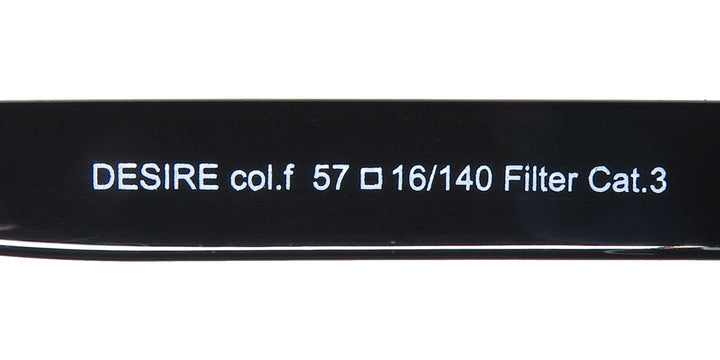 DESIRE col.f 57 □ 16/140 Filter Cat.3